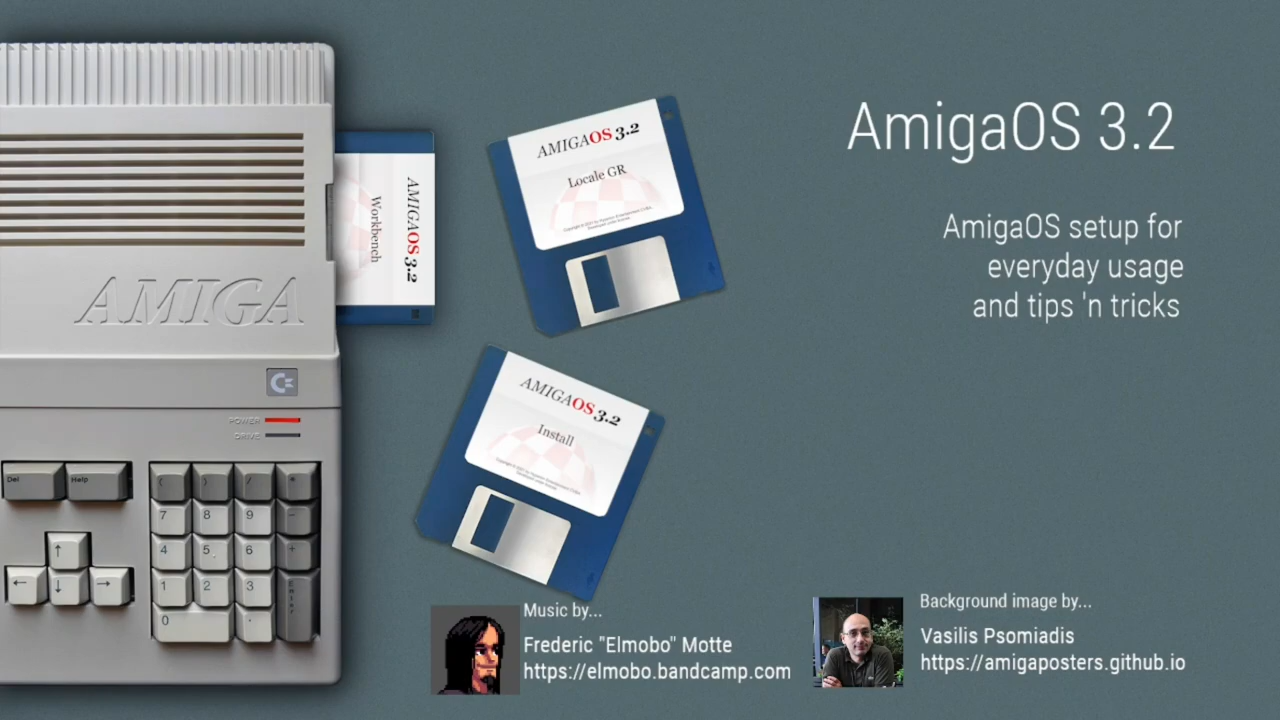 AmigaOS 3.2
AmigaOS setup for
everyday usage
and tips 'n tricks
AMIGAOS 3.2
Workbench
AMIGAOS 3.2
Locale GR
AMIGAOS 3.2
Install
AMIGA
POWER
DRIVE
Del
Help
( ) / *
7 8 9 -
4 5 6 +
1 2 3 Enter
0 .
↑
← ↓ →
Music by...
Frederic "Elmobo" Motte
https://elmobo.bandcamp.com
Background image by...
Vasilis Psomiadis
https://amigaposters.github.io